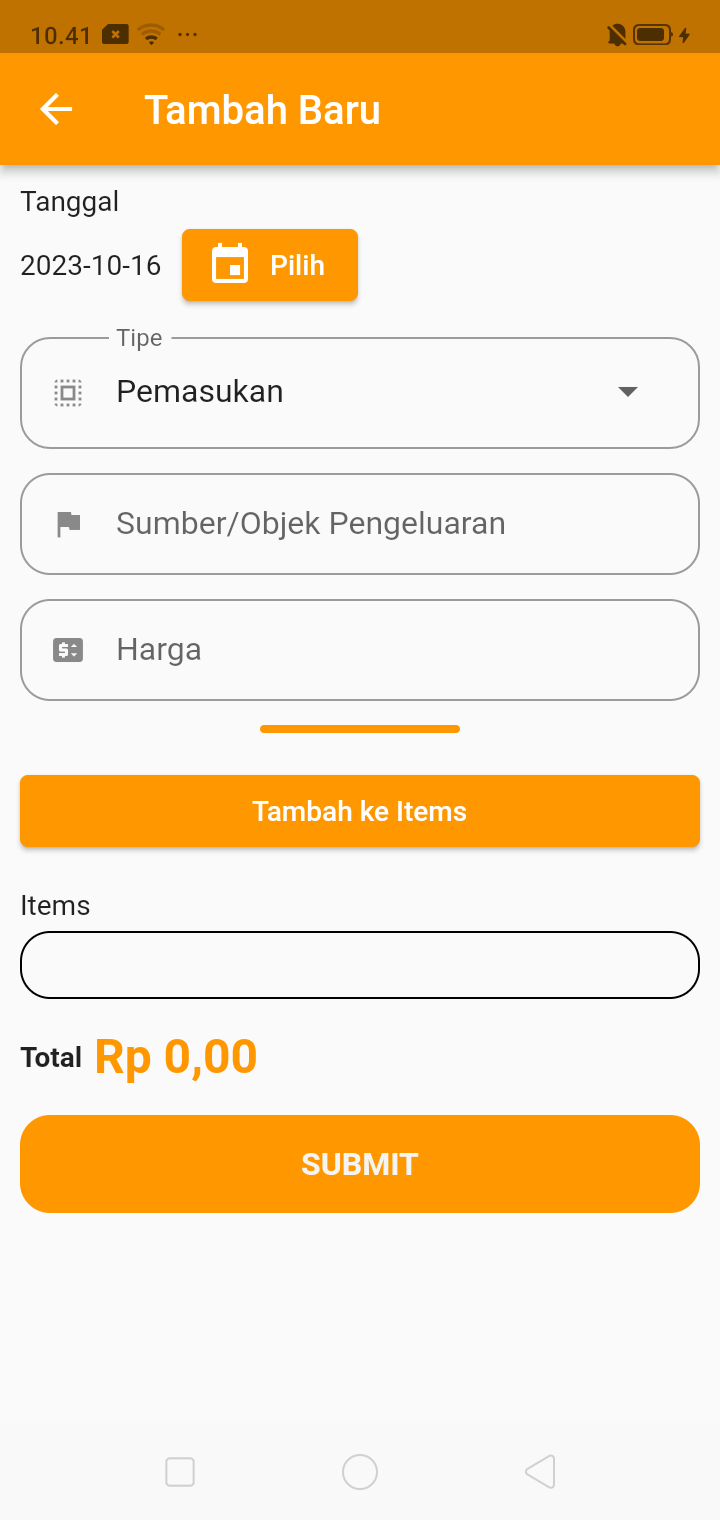 10.41
Tambah Baru
Tanggal
2023-10-16 Pilih
Tipe
Pemasukan
Sumber/Objek Pengeluaran
Harga
Tambah ke Items
Items
Total Rp 0,00
SUBMIT